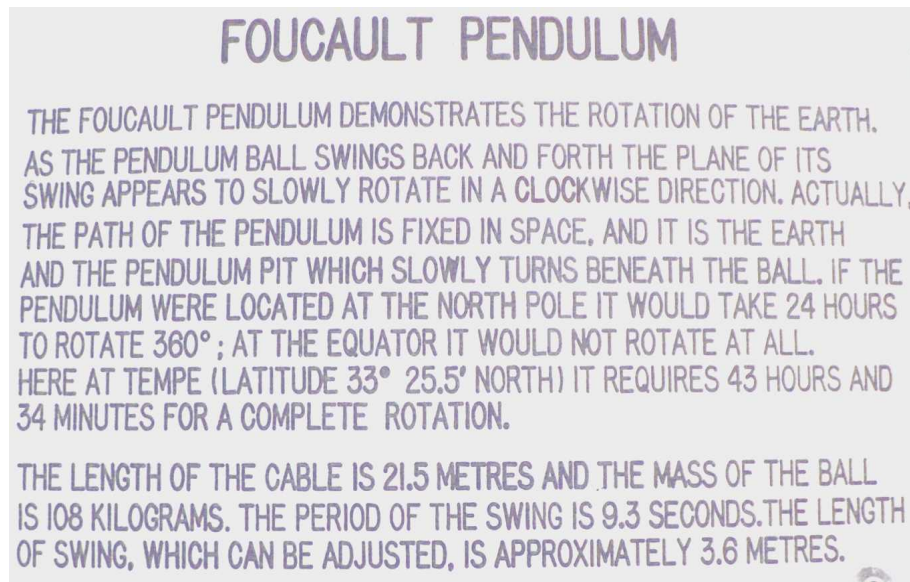 FOUCAULT PENDULUM
THE FOUCAULT PENDULUM DEMONSTRATES THE ROTATION OF THE EARTH.
AS THE PENDULUM BALL SWINGS BACK AND FORTH THE PLANE OF ITS
SWING APPEARS TO SLOWLY ROTATE IN A CLOCKWISE DIRECTION. ACTUALLY,
THE PATH OF THE PENDULUM IS FIXED IN SPACE, AND IT IS THE EARTH
AND THE PENDULUM PIT WHICH SLOWLY TURNS BENEATH THE BALL. IF THE
PENDULUM WERE LOCATED AT THE NORTH POLE IT WOULD TAKE 24 HOURS
TO ROTATE 360°; AT THE EQUATOR IT WOULD NOT ROTATE AT ALL.
HERE AT TEMPE (LATITUDE 33° 25.5' NORTH) IT REQUIRES 43 HOURS AND
34 MINUTES FOR A COMPLETE ROTATION.
THE LENGTH OF THE CABLE IS 21.5 METRES AND THE MASS OF THE BALL
IS 108 KILOGRAMS. THE PERIOD OF THE SWING IS 9.3 SECONDS. THE LENGTH
OF SWING, WHICH CAN BE ADJUSTED, IS APPROXIMATELY 3.6 METRES.